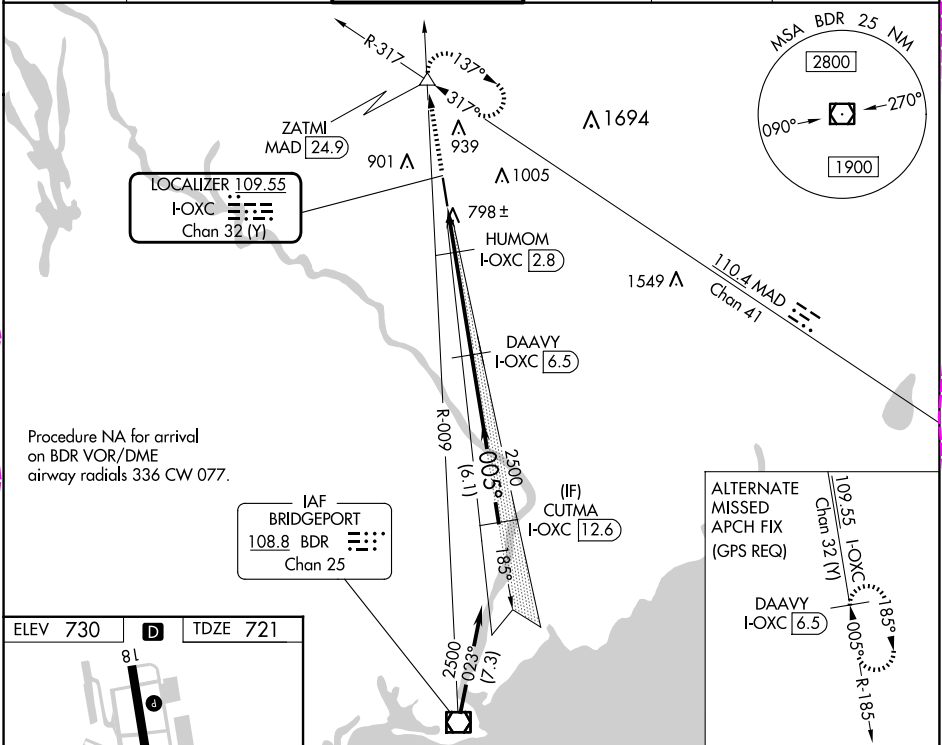 MSA BDR 25 NM
2800
090°
270°
1900
R-317
137°
317°
ZATMI
MAD 24.9
939
901
1694
1005
LOCALIZER 109.55
I-OXC
Chan 32 (Y)
798 ±
HUMOM
I-OXC 2.8
1549
110.4 MAD
Chan 41
DAAVY
I-OXC 6.5
R-009
005°
(6.1)
2500
Procedure NA for arrival
on BDR VOR/DME
airway radials 336 CW 077.
(IF)
CUTMA
I-OXC 12.6
185°
IAF
BRIDGEPORT
108.8 BDR
Chan 25
2500
023°
(7.3)
ALTERNATE
MISSED
APCH FIX
(GPS REQ)
109.55 I-OXC
Chan 32 (Y)
DAAVY
I-OXC 6.5
185°
005°
R-185
ELEV 730
D
TDZE 721
18
P